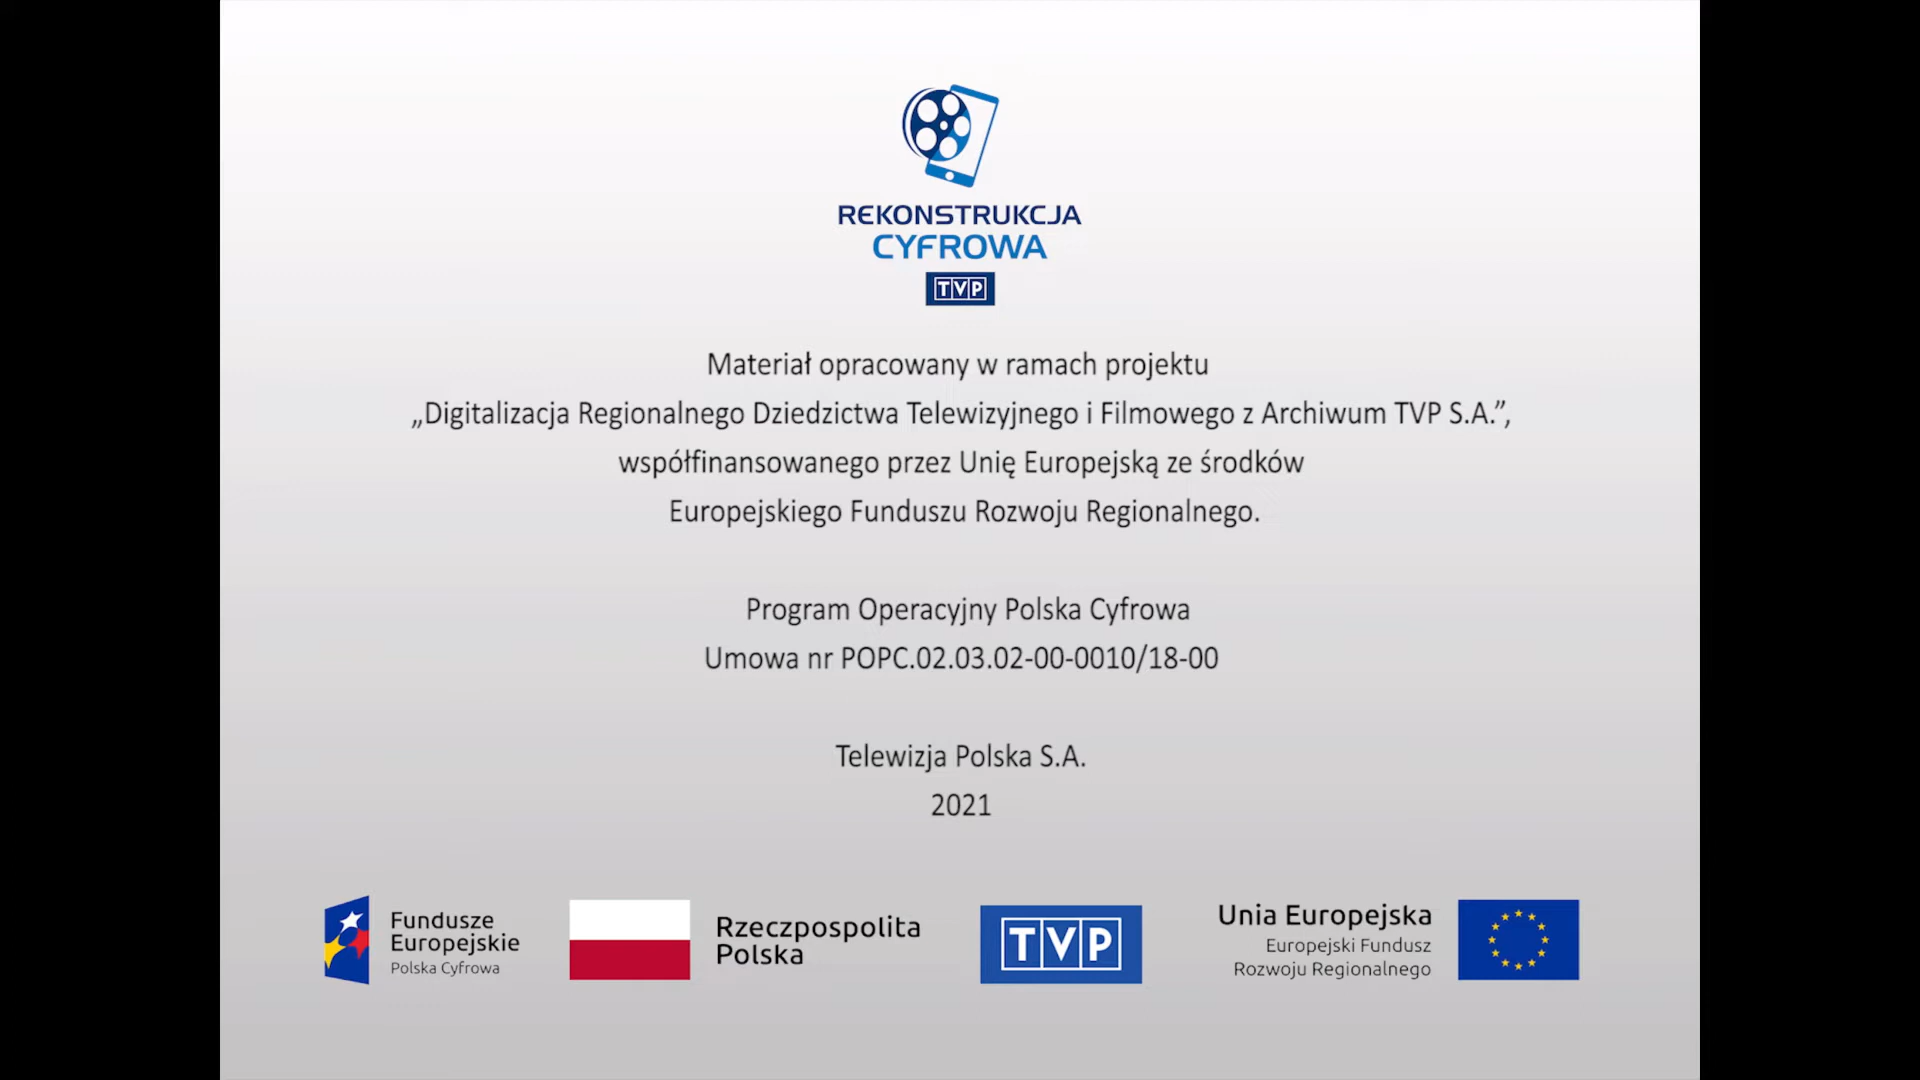 REKONSTRUKCJA
CYFROWA
TVP
Materiał opracowany w ramach projektu
„Digitalizacja Regionalnego Dziedzictwa Telewizyjnego i Filmowego z Archiwum TVP S.A.”,
współfinansowanego przez Unię Europejską ze środków
Europejskiego Funduszu Rozwoju Regionalnego.
Program Operacyjny Polska Cyfrowa
Umowa nr POPC.02.03.02-00-0010/18-00
Telewizja Polska S.A.
2021
Fundusze
Europejskie
Polska Cyfrowa
Rzeczpospolita
Polska
TVP
Unia Europejska
Europejski Fundusz
Rozwoju Regionalnego